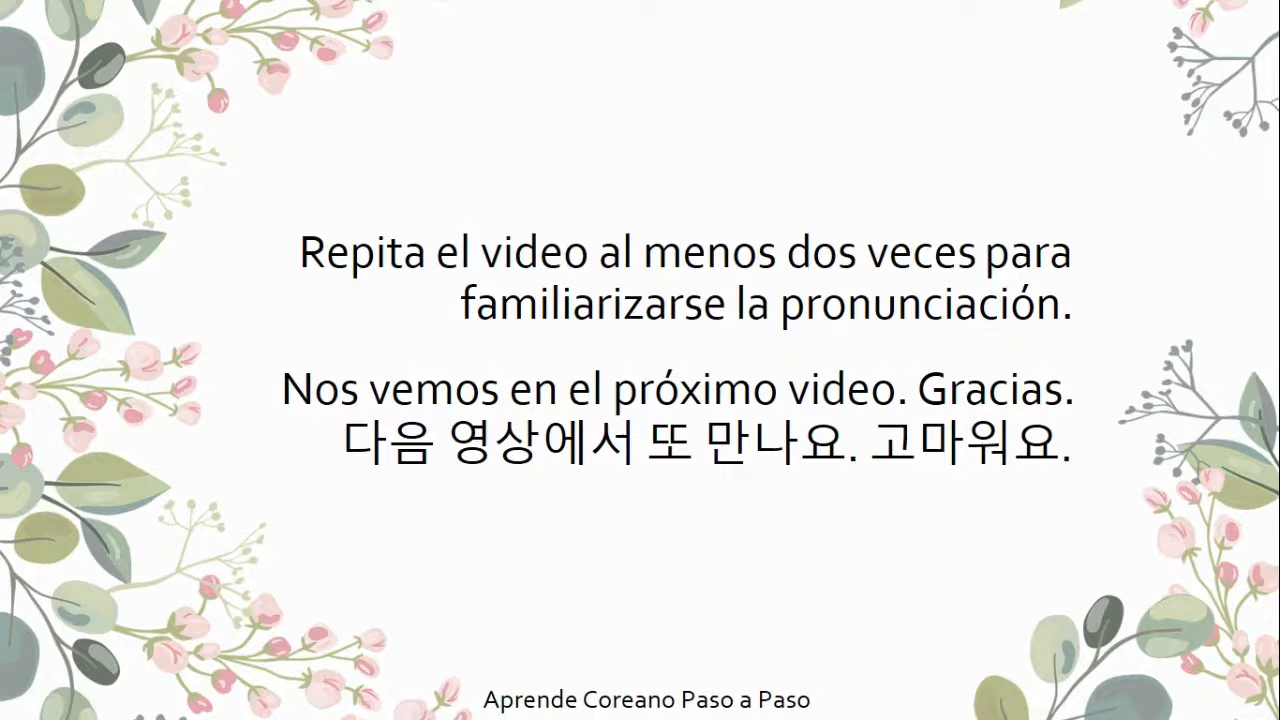 Repita el video al menos dos veces para
familiarizarse la pronunciación.
Nos vemos en el próximo video. Gracias.
다음 영상에서 또 만나요. 고마워요.
Aprende Coreano Paso a Paso